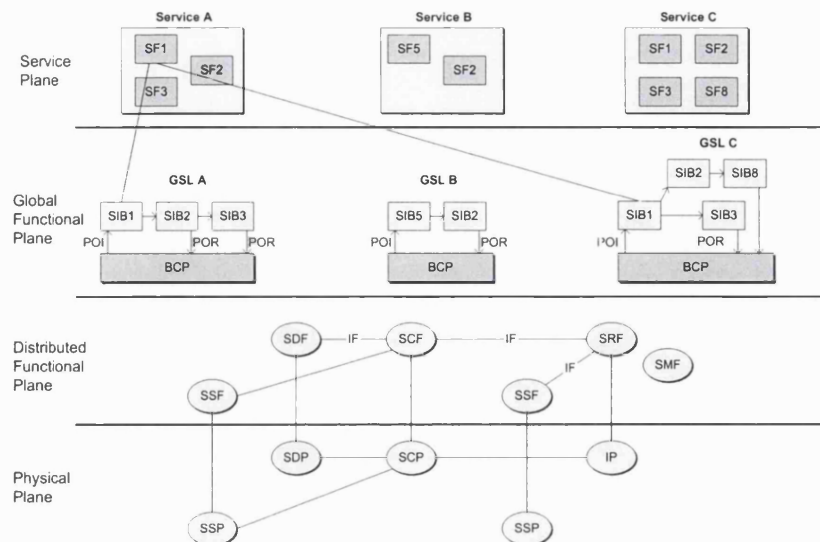 Service A Service B Service C
SF1 SF5 SF1 SF2
SF2 SF2
SF3 SF3 SF8
Service
Plane
GSL C
GSL A GSL B SIB2 SIB8
Global
Functional
Plane
SIB1 SIB2 SIB3 SIB5 SIB2 SIB1 SIB3
POI POR POR POI POR POI POR
BCP BCP BCP
Distributed
Functional
Plane
SDF IF SCF IF SRF
IF SMF
SSF SSF
Physical
Plane
SDP SCP IP
SSP SSP